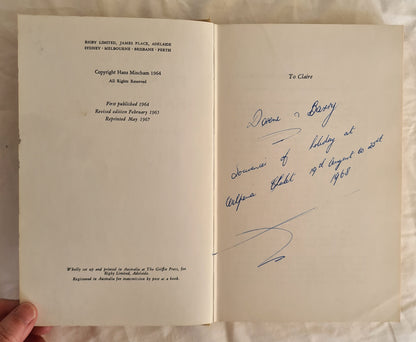 RIGBY LIMITED, JAMES PLACE, ADELAIDE
SYDNEY · MELBOURNE · BRISBANE · PERTH
Copyright Hans Mincham 1964
All Rights Reserved
First published 1964
Revised edition February 1965
Reprinted May 1967
Wholly set up and printed in Australia at The Griffin Press, for
Rigby Limited, Adelaide.
Registered in Australia for transmission by post as a book.
To Claire
Barry
Souvenir of holiday at
19th August to 25th
1968